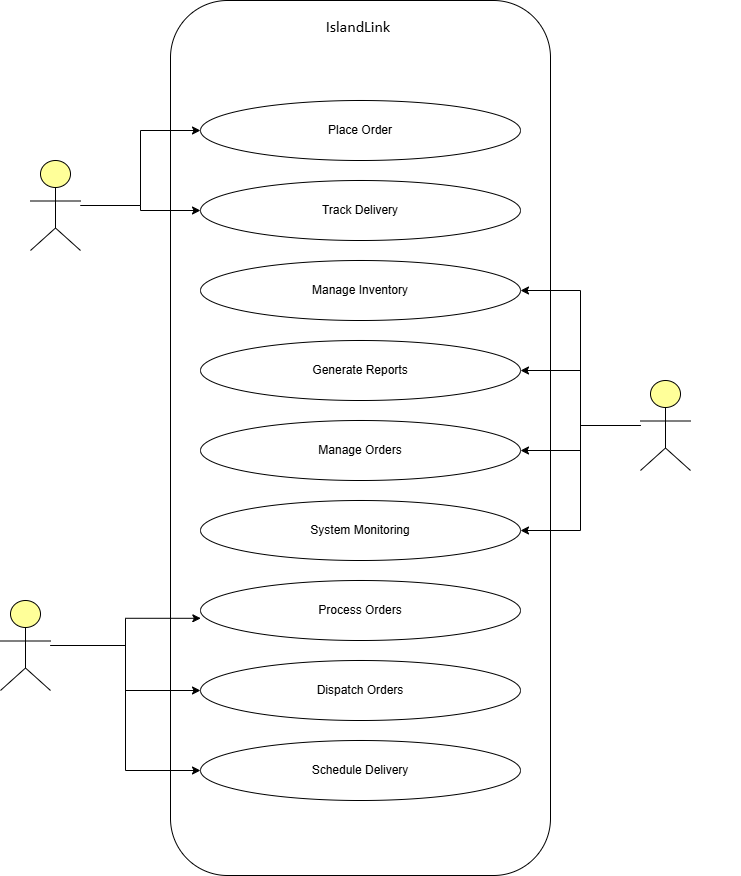 IslandLink
Place Order
Track Delivery
Manage Inventory
Generate Reports
Manage Orders
System Monitoring
Process Orders
Dispatch Orders
Schedule Delivery